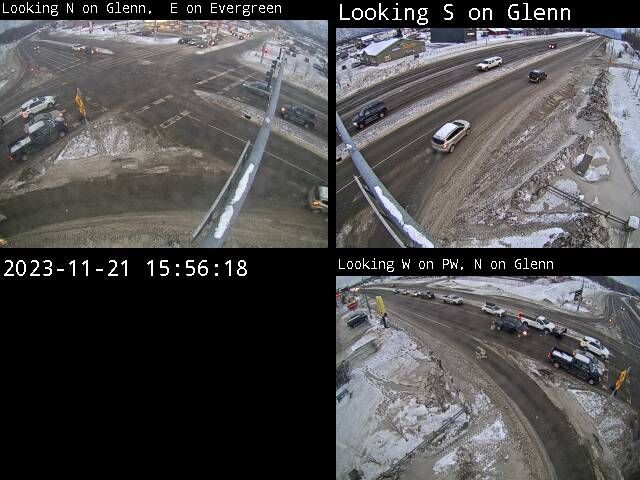 Looking N on Glenn,  E on Evergreen
Looking S on Glenn
2023-11-21 15:56:18
Looking W on PW, N on Glenn